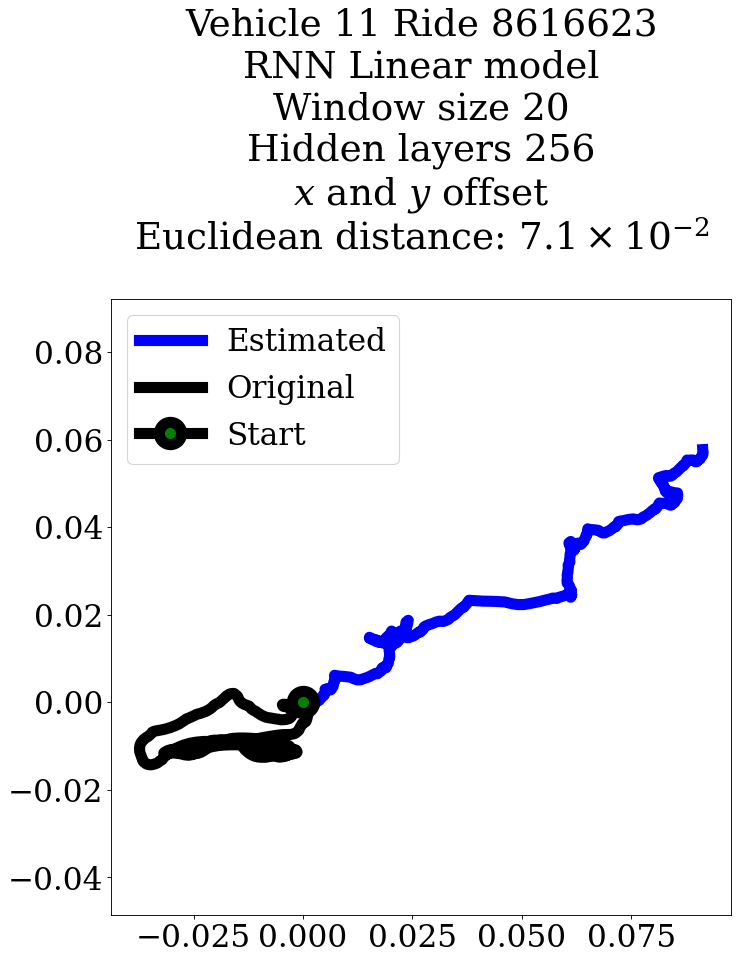 Vehicle 11 Ride 8616623
RNN Linear model
Window size 20
Hidden layers 256
x and y offset
Euclidean distance: 7.1 × 10⁻²
Estimated
Original
Start
0.08
0.06
0.04
0.02
0.00
−0.02
−0.04
−0.025 0.000 0.025 0.050 0.075